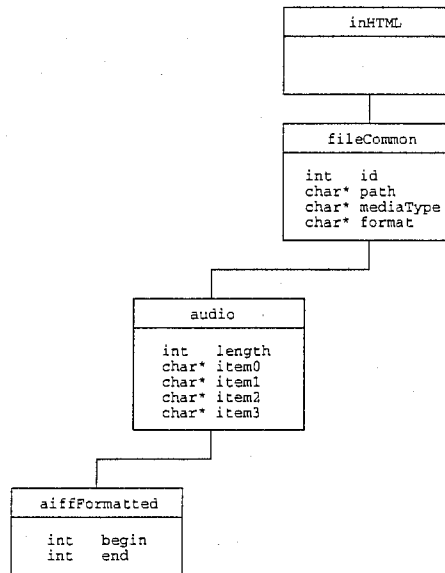 inHTML
fileCommon
int id
char* path
char* mediaType
char* format
audio
int length
char* item0
char* item1
char* item2
char* item3
aiffFormatted
int begin
int end